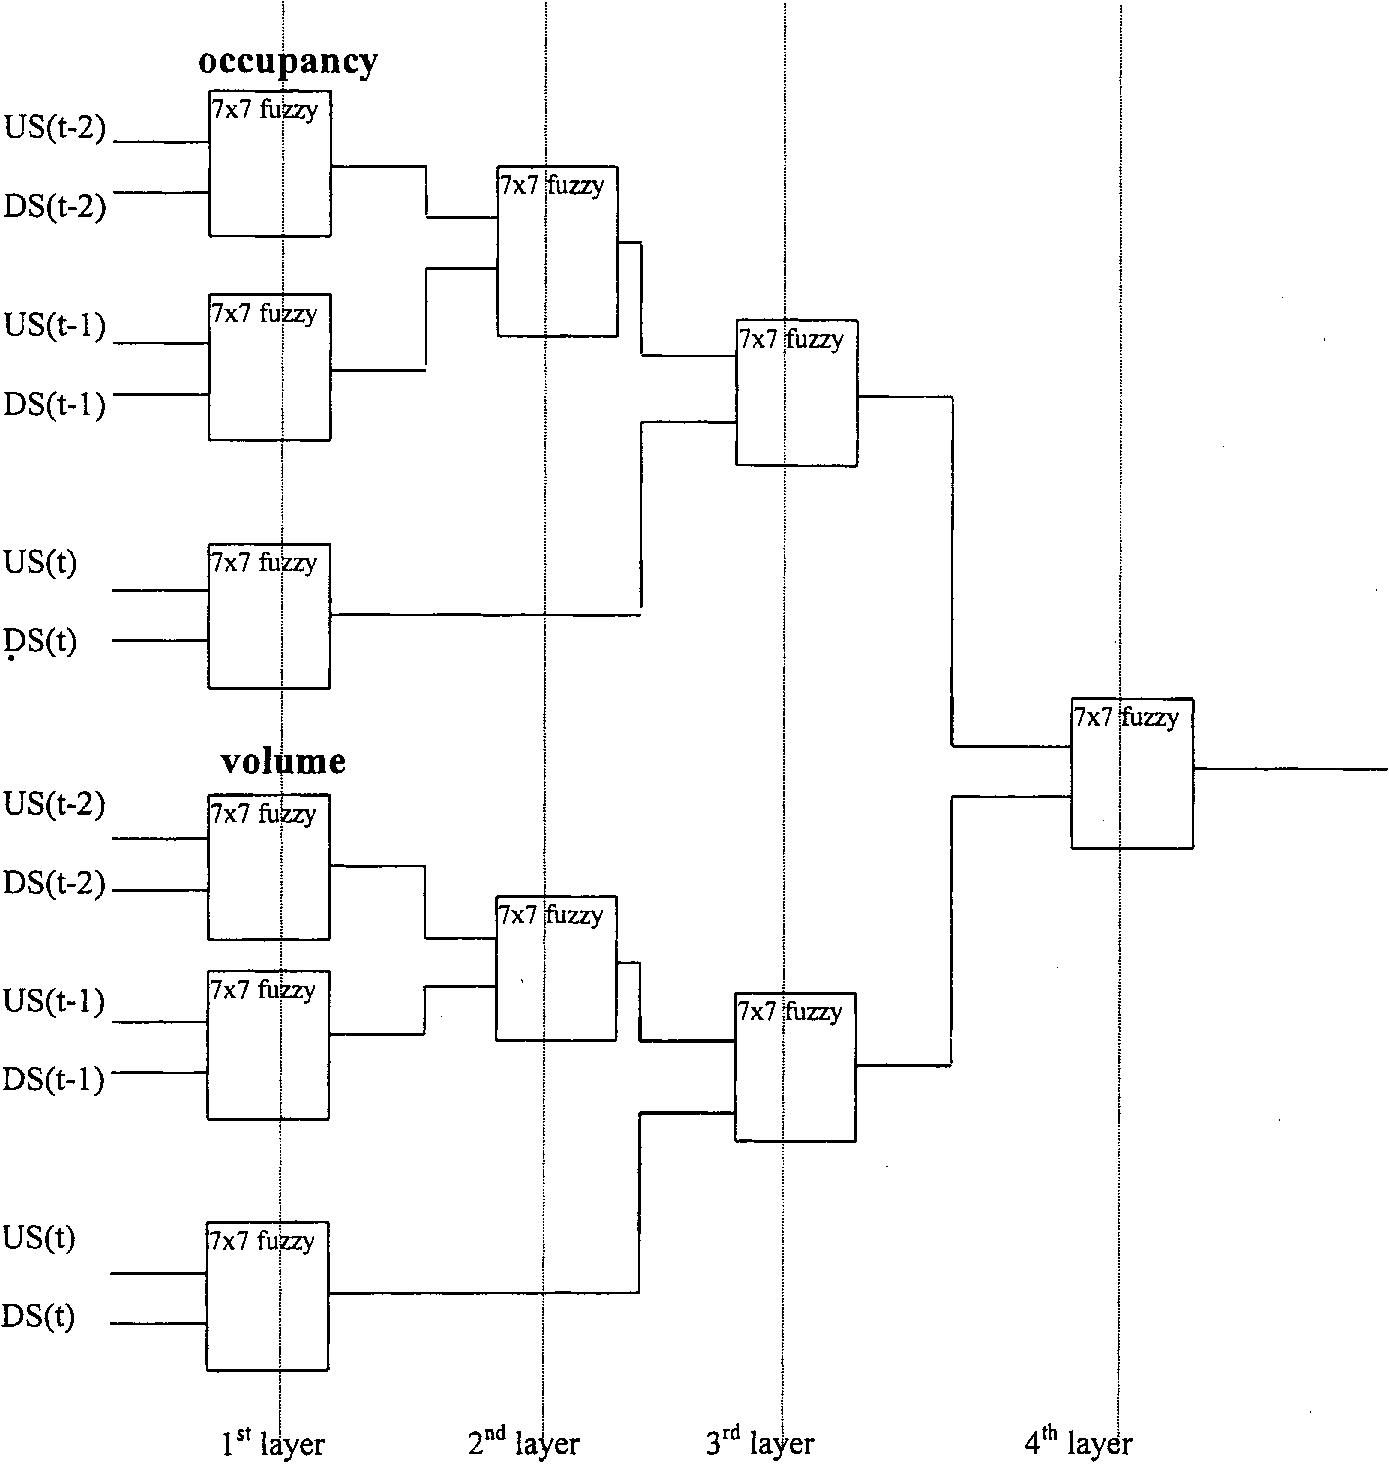 occupancy
7x7 fuzzy
US(t-2)
DS(t-2)
7x7 fuzzy
7x7 fuzzy
US(t-1)
DS(t-1)
7x7 fuzzy
7x7 fuzzy
US(t)
DS(t)
7x7 fuzzy
volume
7x7 fuzzy
US(t-2)
DS(t-2)
7x7 fuzzy
7x7 fuzzy
US(t-1)
DS(t-1)
7x7 fuzzy
7x7 fuzzy
US(t)
DS(t)
1st layer
2nd layer
3rd layer
4th layer